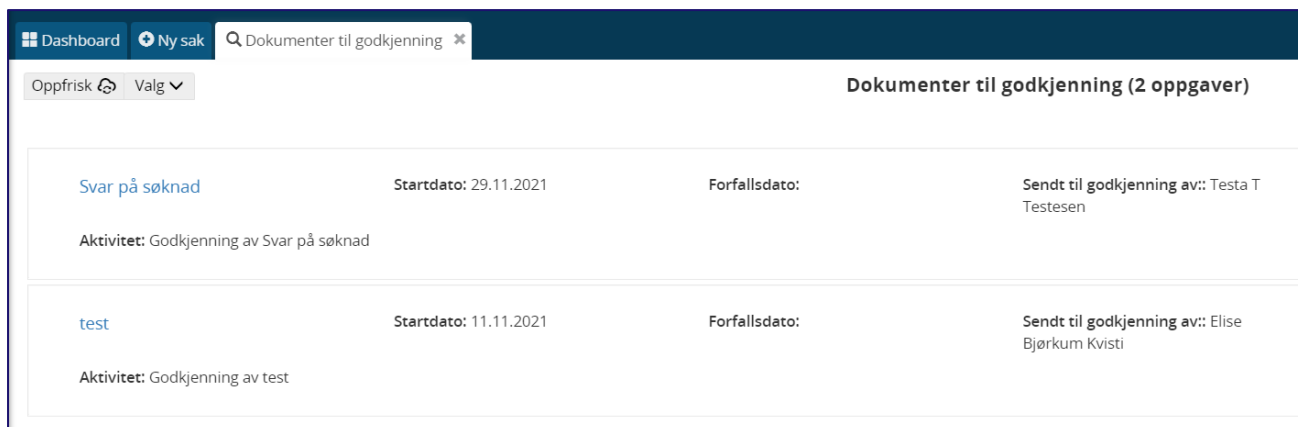 Dashboard Ny sak Dokumenter til godkjenning
Oppfrisk Valg Dokumenter til godkjenning (2 oppgaver)
Svar på søknad Startdato: 29.11.2021 Forfallsdato: Sendt til godkjenning av:: Testa T
Testesen
Aktivitet: Godkjenning av Svar på søknad
test Startdato: 11.11.2021 Forfallsdato: Sendt til godkjenning av:: Elise
Bjørkum Kvisti
Aktivitet: Godkjenning av test